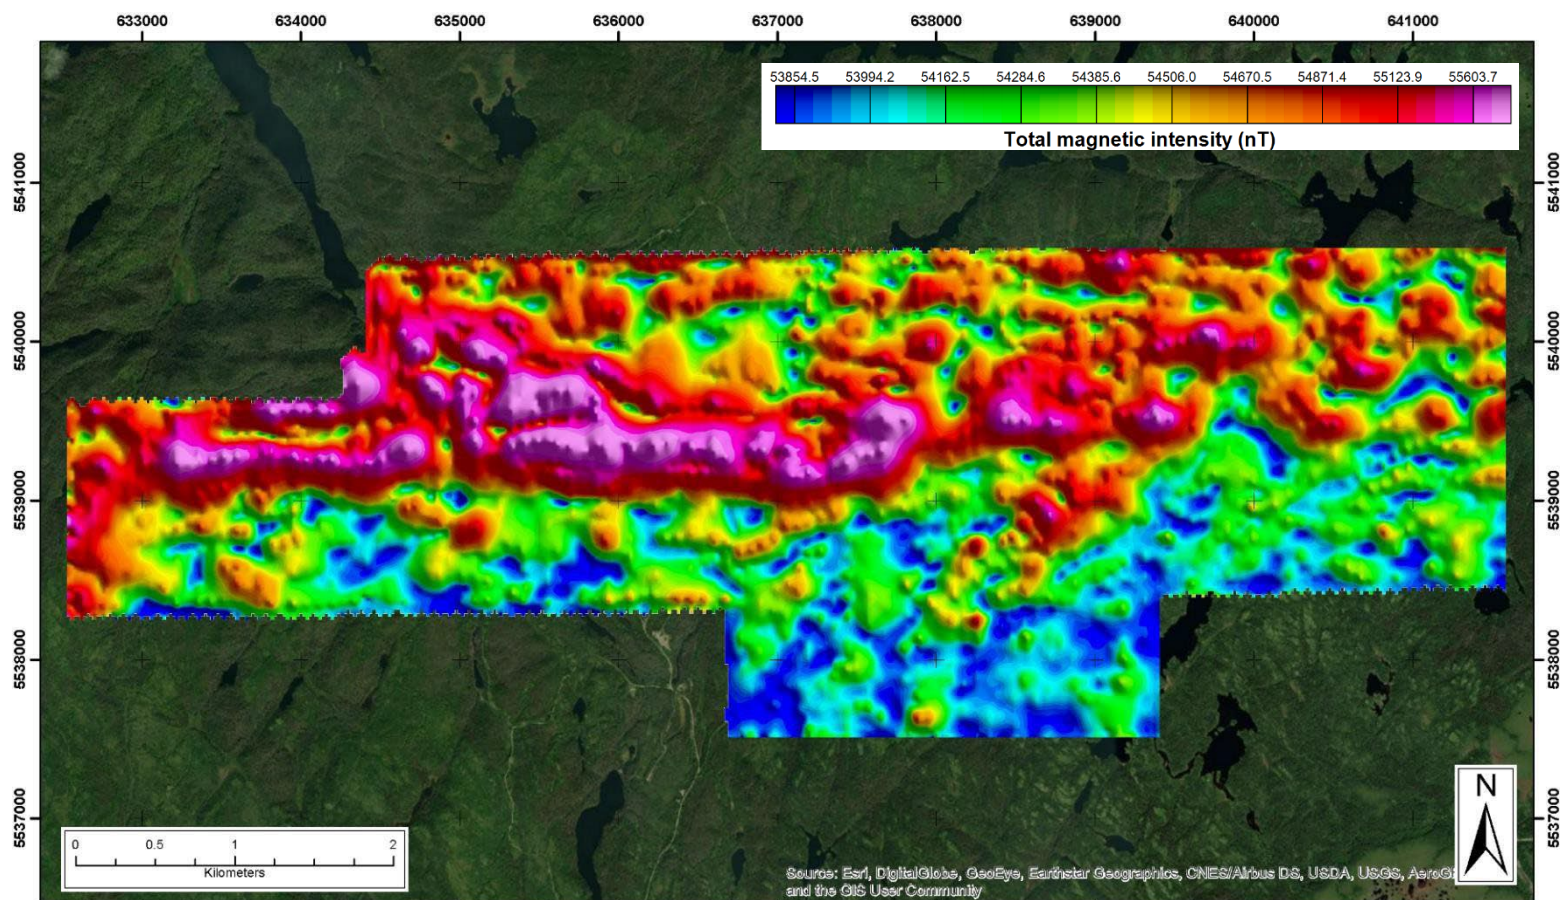 633000 634000 635000 636000 637000 638000 639000 640000 641000
53854.5 53994.2 54162.5 54284.6 54385.6 54506.0 54670.5 54871.4 55123.9 55603.7
Total magnetic intensity (nT)
5541000 5541000
5540000 5540000
5539000 5539000
5538000 5538000
5537000 5537000
N
0 0.5 1 2
Kilometers
Source: Esri, DigitalGlobe, GeoEye, Earthstar Geographics, CNES/Airbus DS, USDA, USGS,
and the GIS User Community